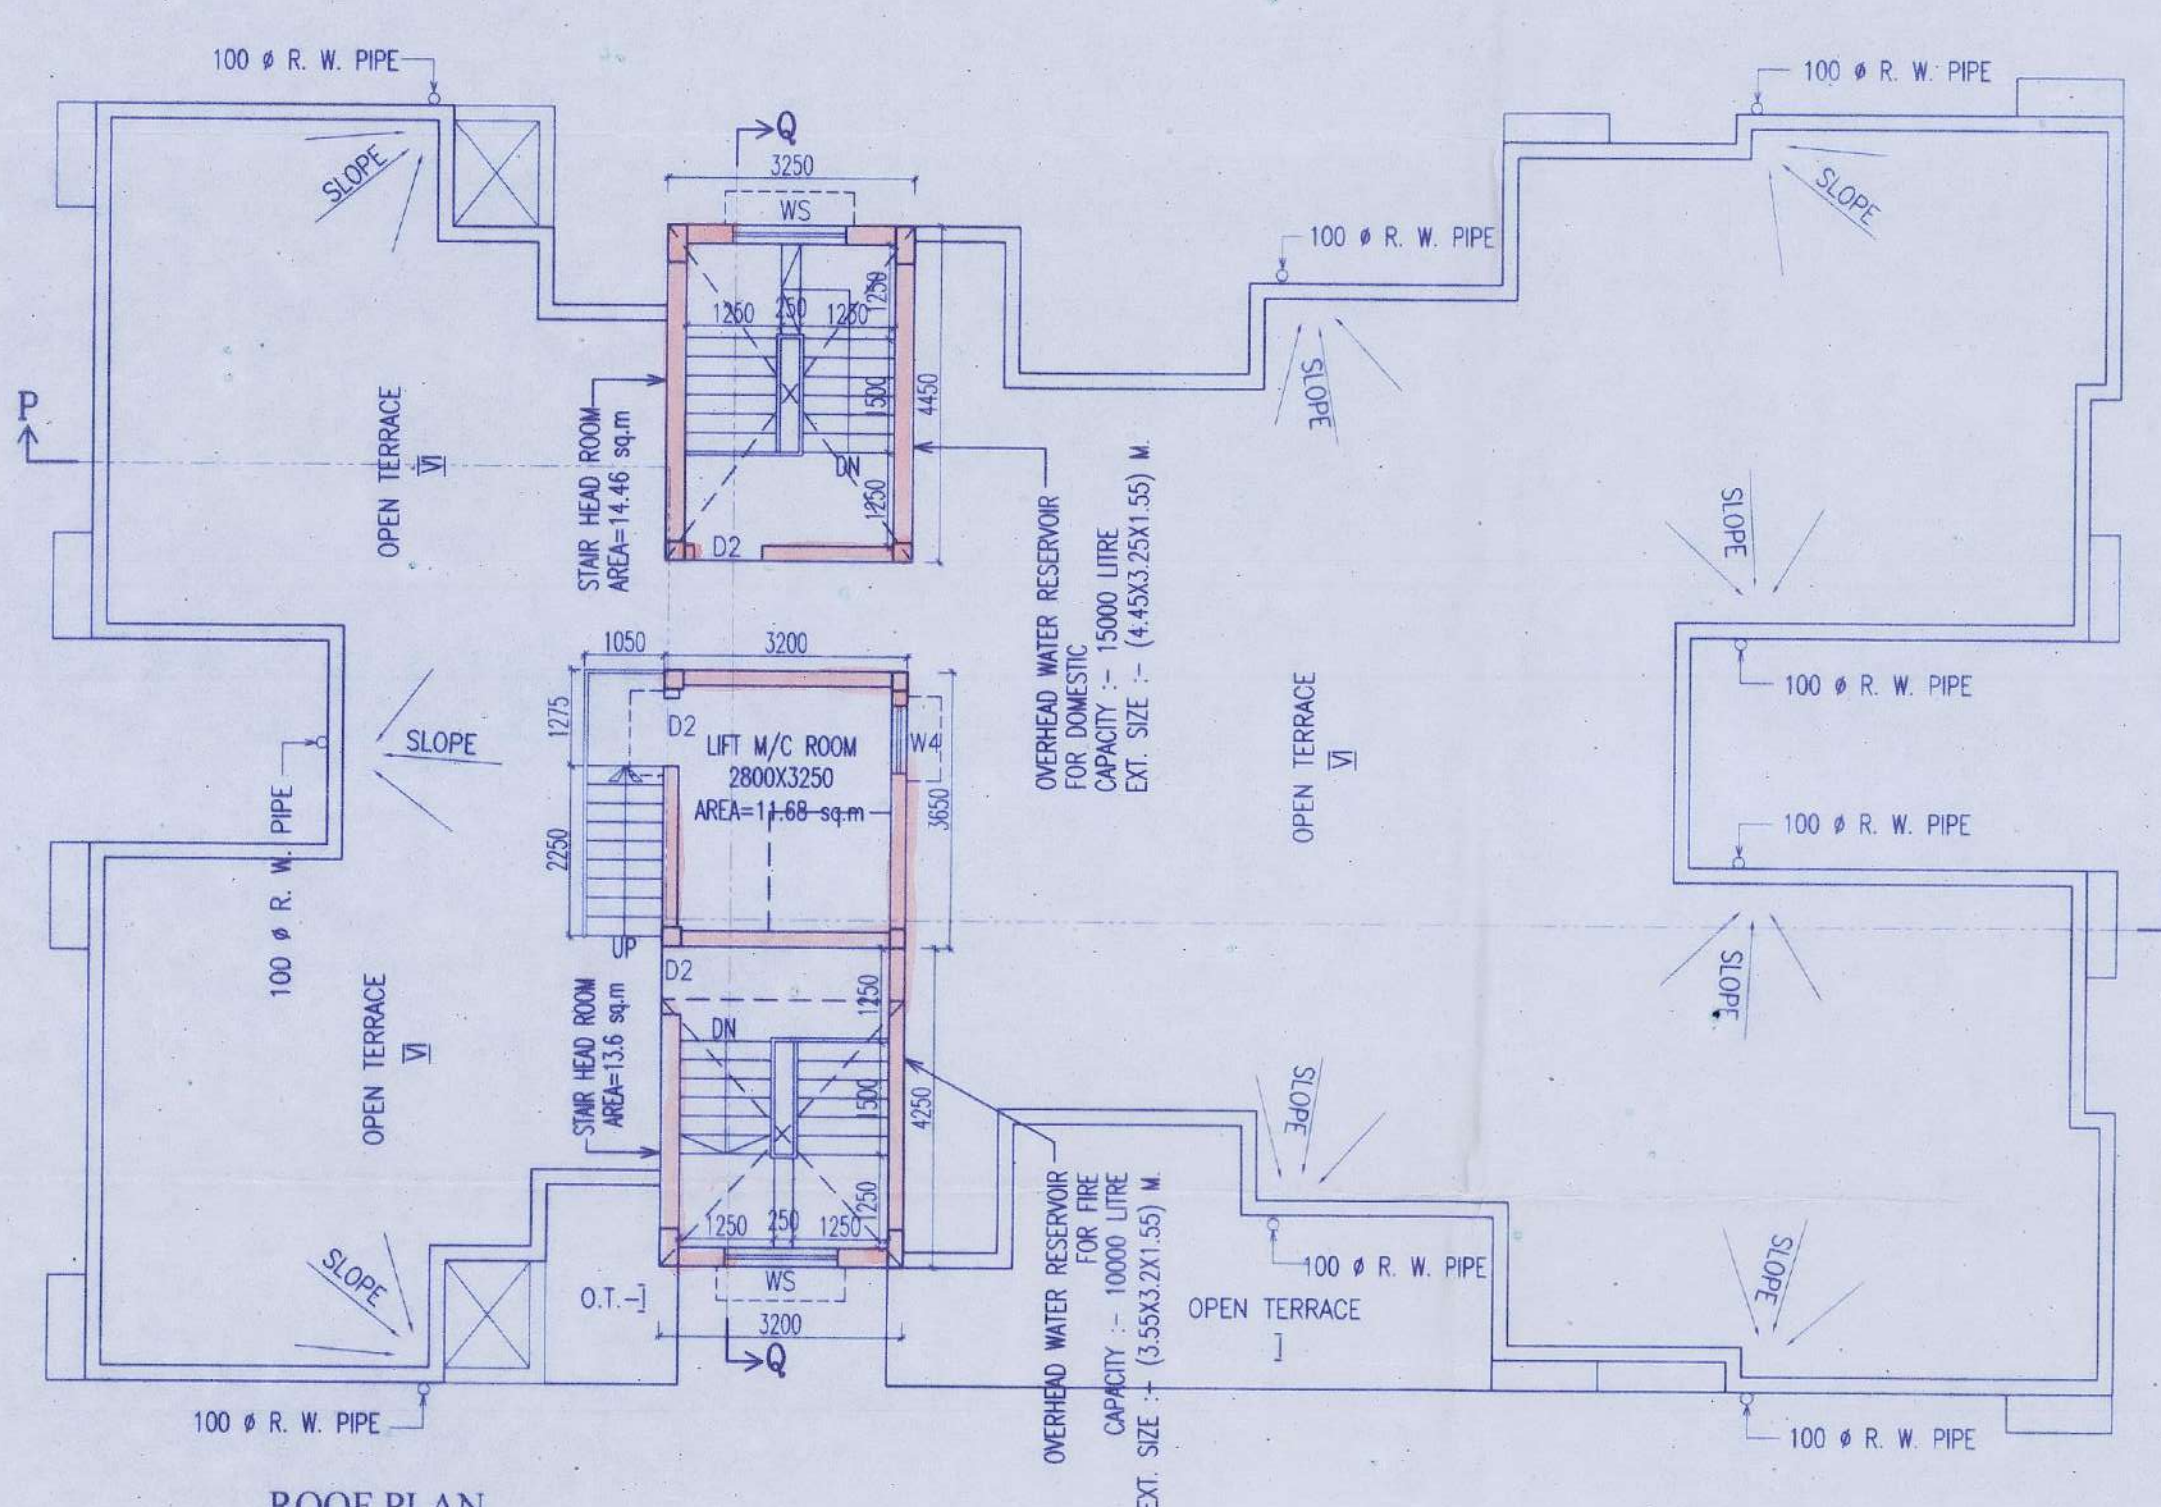 100 ø R. W. PIPE
100 ø R. W. PIPE
Q
3250
WS
SLOPE
SLOPE
100 ø R. W. PIPE
1250
1250 250 1250
SLOPE
P
OPEN TERRACE
VI
STAIR HEAD ROOM
AREA=14.46 sq.m
1500
4450
DN
1250
D2
SLOPE
OVERHEAD WATER RESERVOIR
FOR DOMESTIC
CAPACITY :- 15000 LITRE
EXT. SIZE :- (4.45X3.25X1.55) M.
1050
3200
100 ø R. W. PIPE
1275
D2
W4
LIFT M/C ROOM
2800X3250
AREA=11.68 sq.m
SLOPE
OPEN TERRACE
VI
3650
2250
100 ø R. W. PIPE
100 ø R. W. PIPE
UP
D2
SLOPE
1250
OPEN TERRACE
VI
STAIR HEAD ROOM
AREA=13.6 sq.m
DN
1500
4250
SLOPE
1250
1250 250 1250
SLOPE
WS
O.T.-I
3200
Q
OVERHEAD WATER RESERVOIR
FOR FIRE
CAPACITY :- 10000 LITRE
EXT. SIZE :- (3.55X3.2X1.55) M.
100 ø R. W. PIPE
SLOPE
OPEN TERRACE
I
100 ø R. W. PIPE
100 ø R. W. PIPE
ROOF PLAN